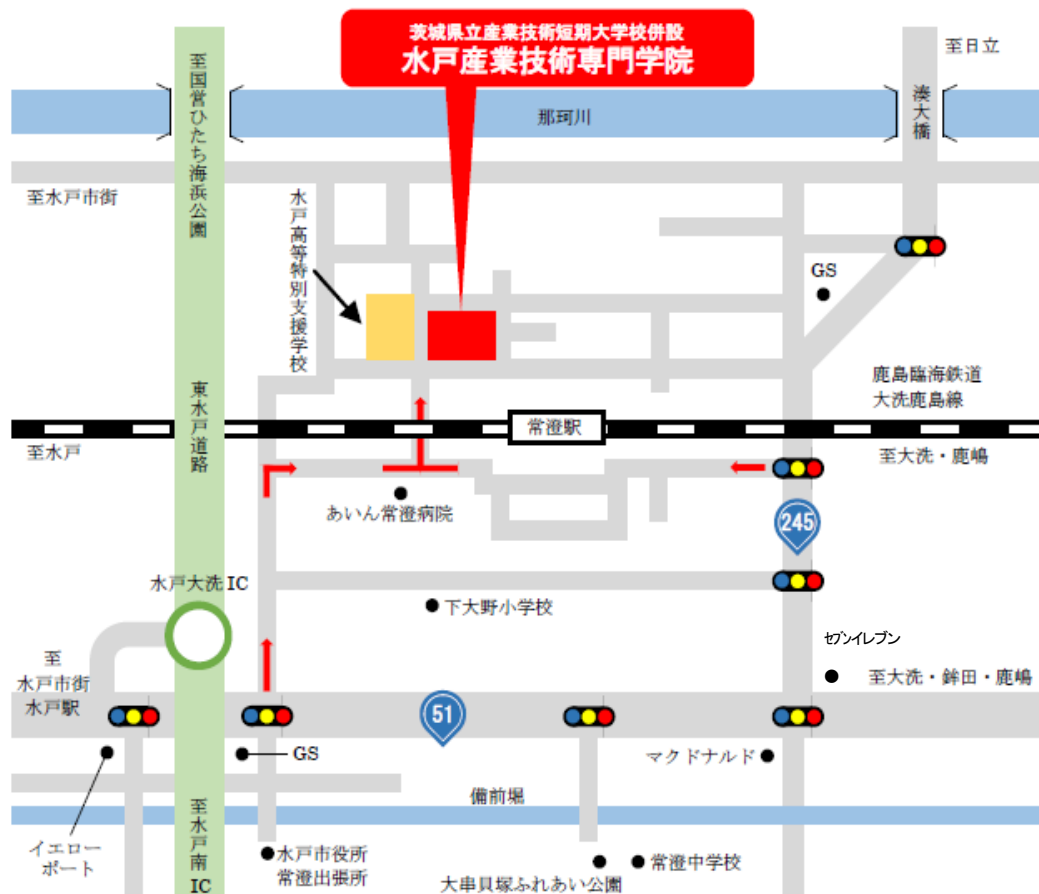 茨城県立産業技術短期大学校併設
水戸産業技術専門学院
至国営ひたち海浜公園
至日立
湊大橋
那珂川
至水戸市街
水戸高等特別支援学校
GS
東水戸道路
鹿島臨海鉄道
大洗鹿島線
常澄駅
至水戸
至大洗・鹿嶋
あいん常澄病院
245
水戸大洗 IC
下大野小学校
セブンイレブン
至
水戸市街
水戸駅
至大洗・鉾田・鹿嶋
51
GS
マクドナルド
備前堀
至水戸南IC
イエロー
ポート
水戸市役所
常澄出張所
常澄中学校
大串貝塚ふれあい公園